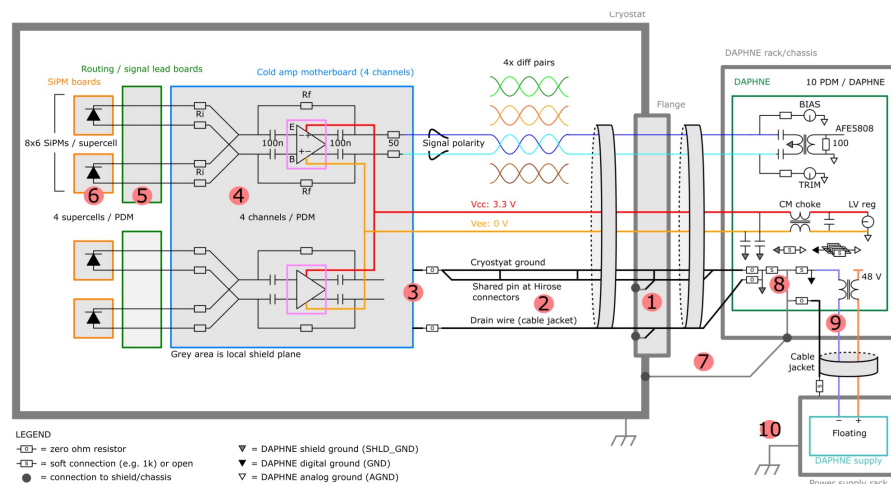 Cryostat
DAPHNE rack/chassis
SiPM boards
Routing / signal lead boards
Cold amp motherboard (4 channels)
4x diff pairs
Flange
DAPHNE
10 PDM / DAPHNE
Rf
BIAS
AFE5808
Ri
E
100n
100n
50
Signal polarity
100
8x6 SiPMs / supercell
B
Ri
TRIM
Rf
6
5
4
4 supercells / PDM
4 channels / PDM
Vcc: 3.3 V
CM choke
LV reg
Vee: 0 V
S
S
Cryostyat ground
0
0
S
S
0
48 V
Shared pin at Hirose
connectors
3
2
1
8
0
9
0
Drain wire (cable jacket)
Grey area is local shield plane
7
Cable
jacket
S
10
− +
Floating
DAPHNE supply
Power supply rack
LEGEND
0 = zero ohm resistor
S = soft connection (e.g. 1k) or open
= connection to shield/chassis
= DAPHNE shield ground (SHLD_GND)
= DAPHNE digital ground (GND)
= DAPHNE analog ground (AGND)